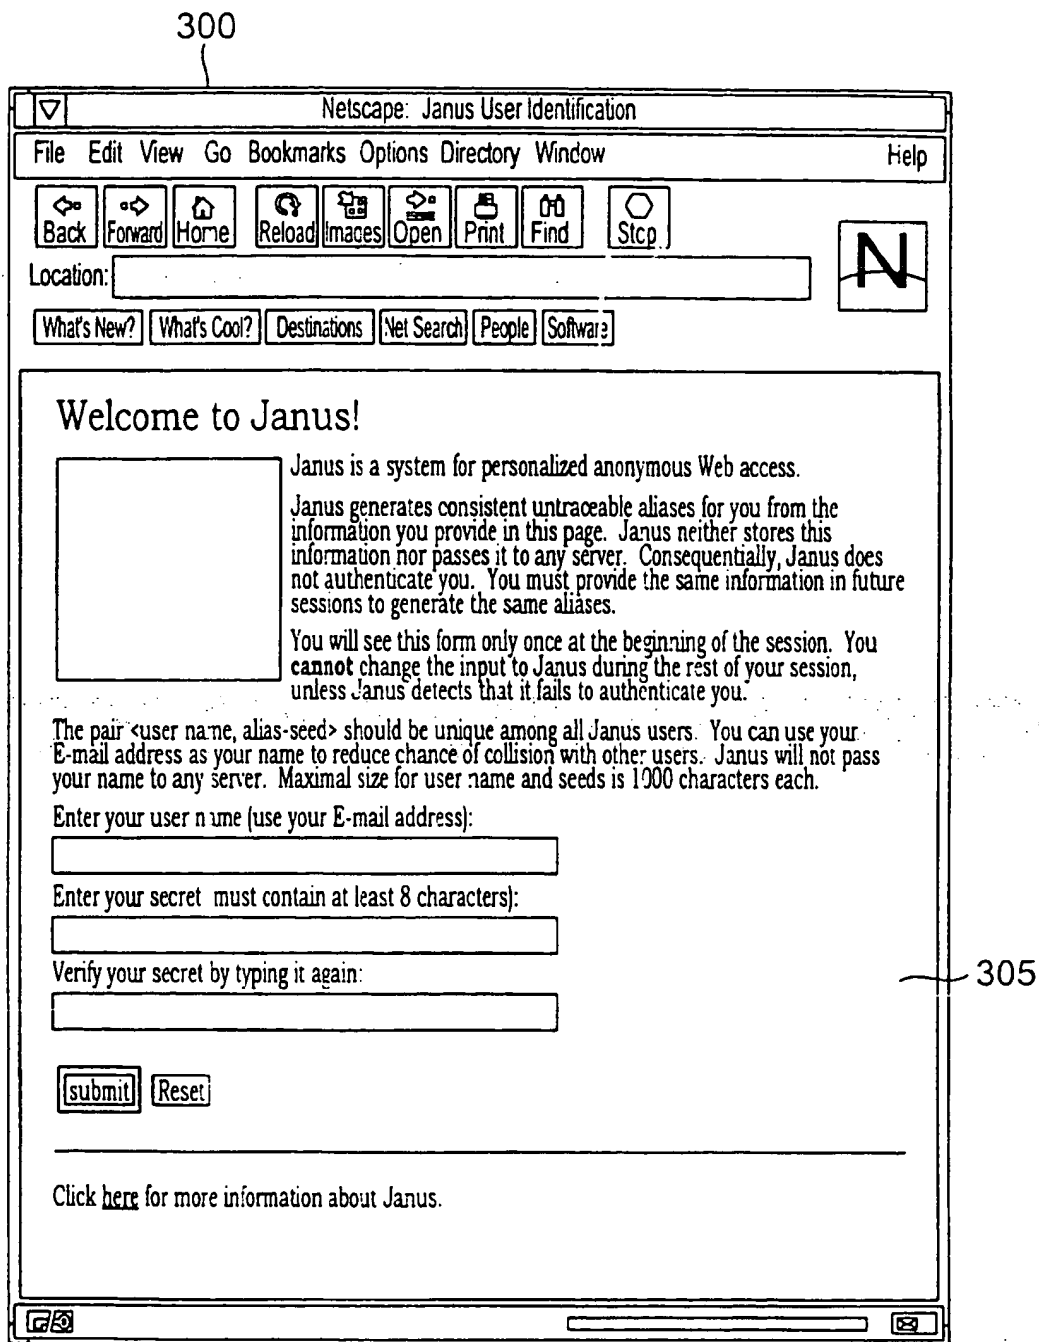 300
Netscape: Janus User Identification
File Edit View Go Bookmarks Options Directory Window Help
Back Forward Home Reload Images Open Print Find Stop
N
Location:
What's New? What's Cool? Destinations Net Search People Software
Welcome to Janus!
Janus is a system for personalized anonymous Web access.
Janus generates consistent untraceable aliases for you from the
information you provide in this page. Janus neither stores this
information nor passes it to any server. Consequentially, Janus does
not authenticate you. You must provide the same information in future
sessions to generate the same aliases.
You will see this form only once at the beginning of the session. You
cannot change the input to Janus during the rest of your session,
unless Janus detects that it fails to authenticate you.
The pair <user name, alias-seed> should be unique among all Janus users. You can use your
E-mail address as your name to reduce chance of collision with other users. Janus will not pass
your name to any server. Maximal size for user name and seeds is 1000 characters each.
Enter your user name (use your E-mail address):
Enter your secret must contain at least 8 characters):
Verify your secret by typing it again:
305
submit Reset
Click here for more information about Janus.